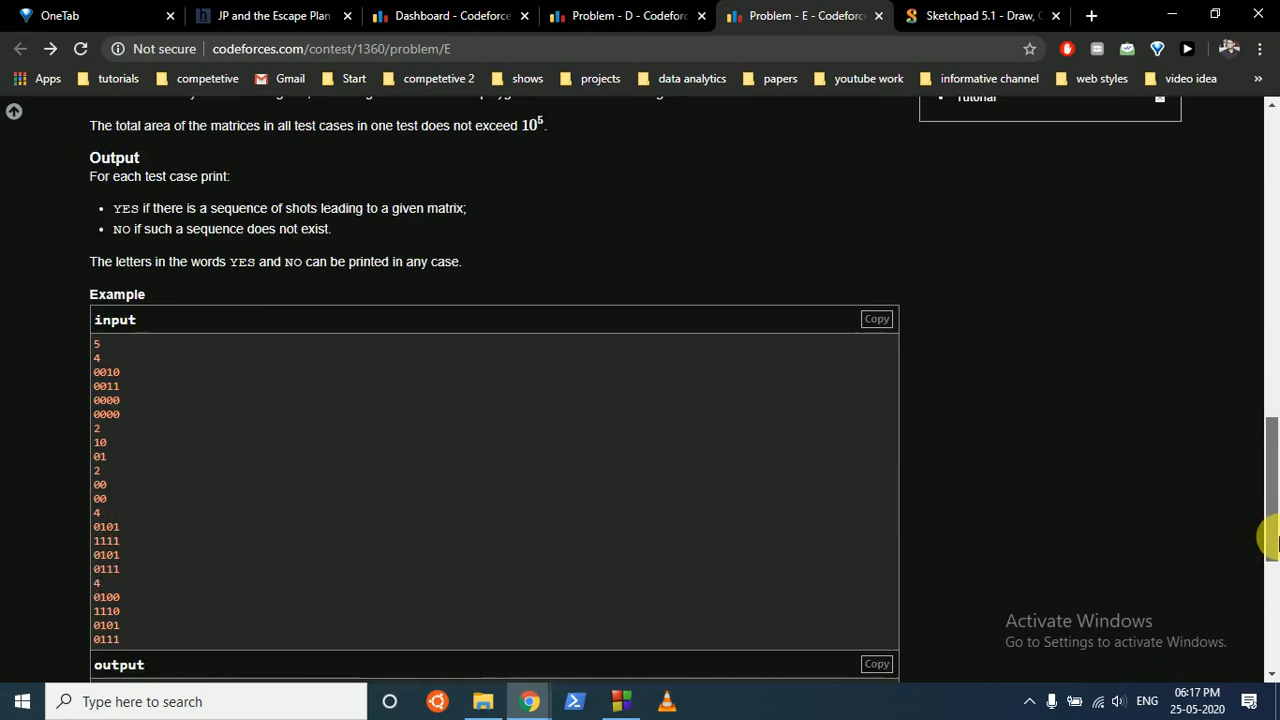 OneTab
JP and the Escape Plan
Dashboard - Codeforce
Problem - D - Codeforc
Problem - E - Codeforc
Sketchpad 5.1 - Draw, C
Not secure
codeforces.com/contest/1360/problem/E
Apps
tutorials
competetive
Gmail
Start
competetive 2
shows
projects
data analytics
papers
youtube work
informative channel
web styles
video idea
»
Tutorial
The total area of the matrices in all test cases in one test does not exceed 10^5.
Output
For each test case print:
• YES if there is a sequence of shots leading to a given matrix;
• NO if such a sequence does not exist.
The letters in the words YES and NO can be printed in any case.
Example
input
Copy
5
4
0010
0011
0000
0000
2
10
01
2
00
00
4
0101
1111
0101
0111
4
0100
1110
0101
0111
output
Copy
Activate Windows
Go to Settings to activate Windows.
Type here to search
ENG
06:17 PM
25-05-2020